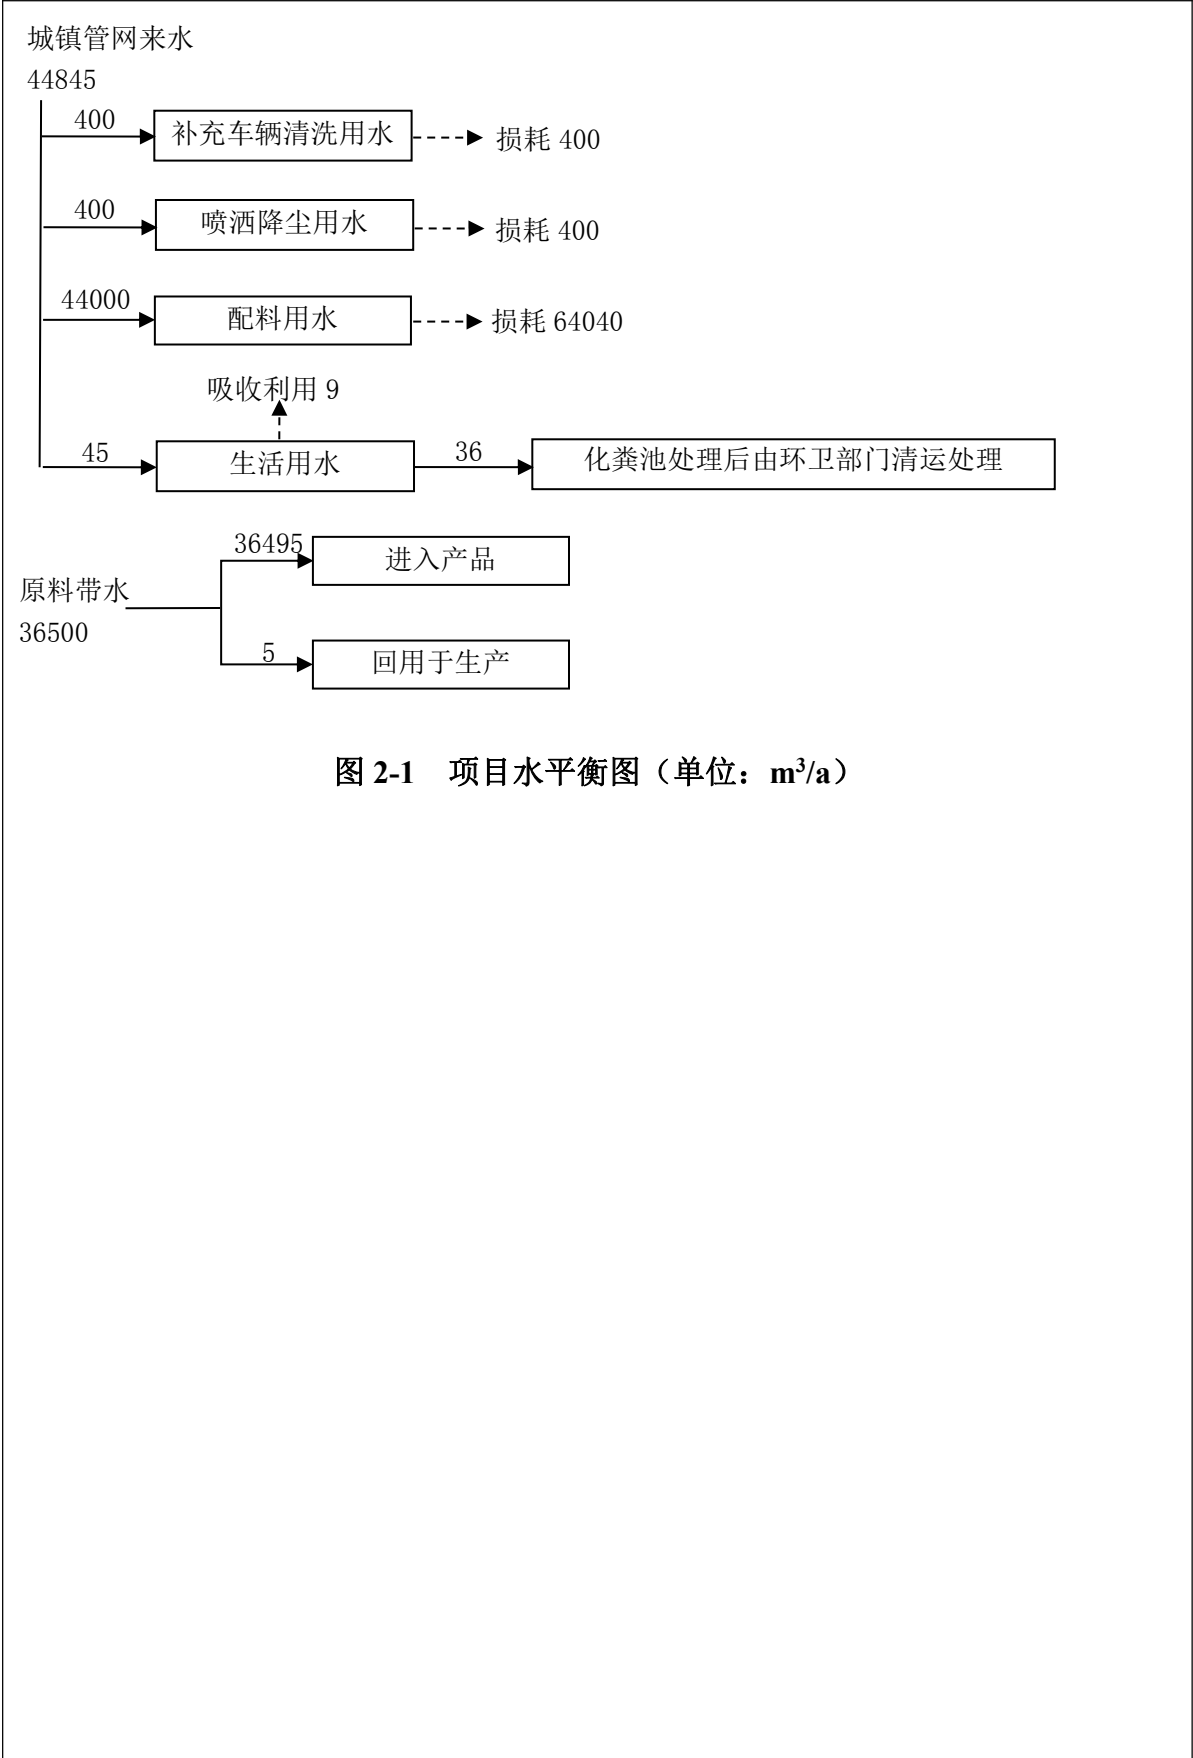 城镇管网来水
44845
400
补充车辆清洗用水
损耗 400
400
喷洒降尘用水
损耗 400
44000
配料用水
损耗 64040
吸收利用 9
45
生活用水
36
化粪池处理后由环卫部门清运处理
36495
进入产品
原料带水
36500
5
回用于生产
图 2-1 项目水平衡图（单位：m³/a）